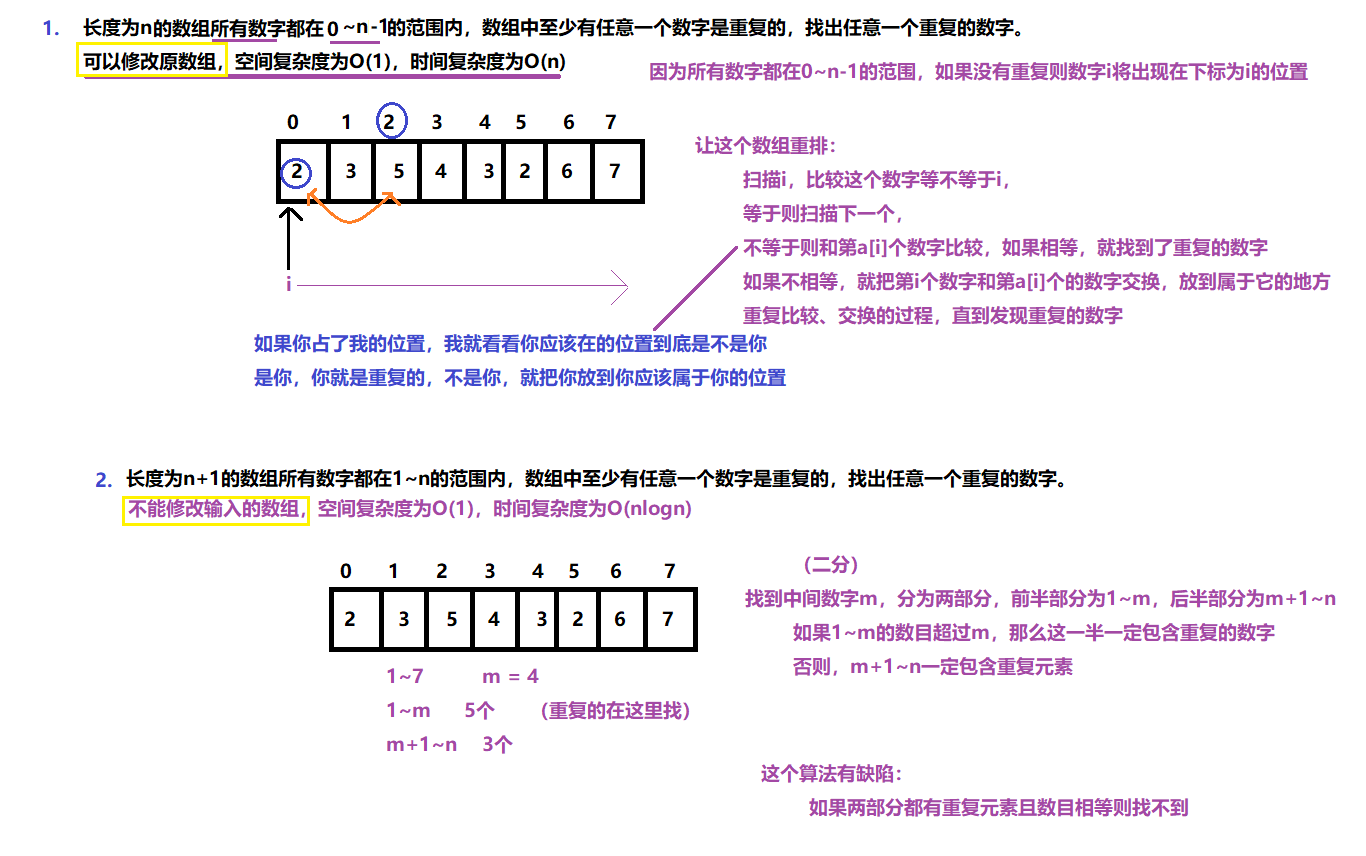 1. 长度为n的数组所有数字都在0~n-1的范围内，数组中至少有任意一个数字是重复的，找出任意一个重复的数字。
可以修改原数组，空间复杂度为O(1)，时间复杂度为O(n)
因为所有数字都在0~n-1的范围，如果没有重复则数字i将出现在下标为i的位置
0 1 2 3 4 5 6 7
2 3 5 4 3 2 6 7
i
让这个数组重排：
扫描i，比较这个数字等不等于i，
等于则扫描下一个，
不等于则和第a[i]个数字比较，如果相等，就找到了重复的数字
如果不相等，就把第i个数字和第a[i]个的数字交换，放到属于它的地方
重复比较、交换的过程，直到发现重复的数字
如果你占了我的位置，我就看看你应该在的位置到底是不是你
是你，你就是重复的，不是你，就把你放到你应该属于你的位置
2. 长度为n+1的数组所有数字都在1~n的范围内，数组中至少有任意一个数字是重复的，找出任意一个重复的数字。
不能修改输入的数组，空间复杂度为O(1)，时间复杂度为O(nlogn)
0 1 2 3 4 5 6 7
2 3 5 4 3 2 6 7
1~7 m = 4
1~m 5个 （重复的在这里找）
m+1~n 3个
（二分）
找到中间数字m，分为两部分，前半部分为1~m，后半部分为m+1~n
如果1~m的数目超过m，那么这一半一定包含重复的数字
否则，m+1~n一定包含重复元素
这个算法有缺陷：
如果两部分都有重复元素且数目相等则找不到